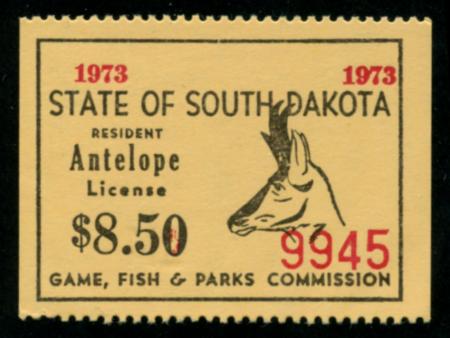 1973 1973
STATE OF SOUTH DAKOTA
RESIDENT
Antelope
License
$8.50
9945
GAME, FISH & PARKS COMMISSION